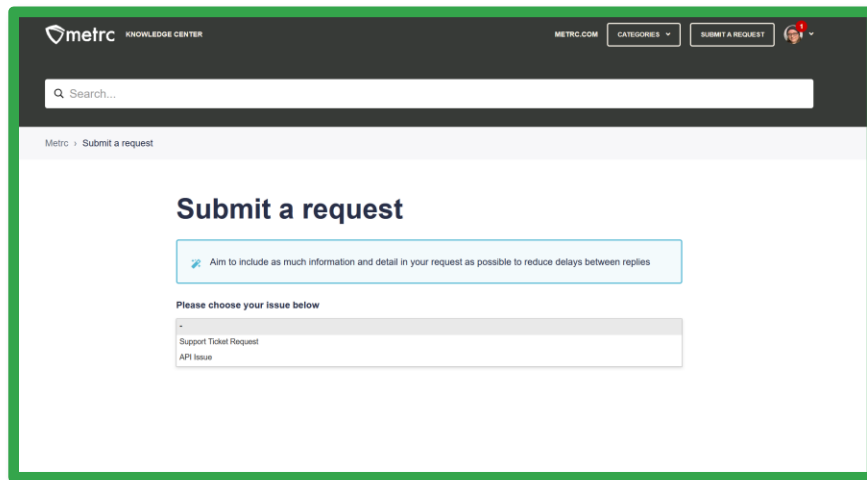 metrc KNOWLEDGE CENTER METRC.COM CATEGORIES SUBMIT A REQUEST 1
Search...
Metrc › Submit a request
Submit a request
Aim to include as much information and detail in your request as possible to reduce delays between replies
Please choose your issue below
-
Support Ticket Request
API Issue